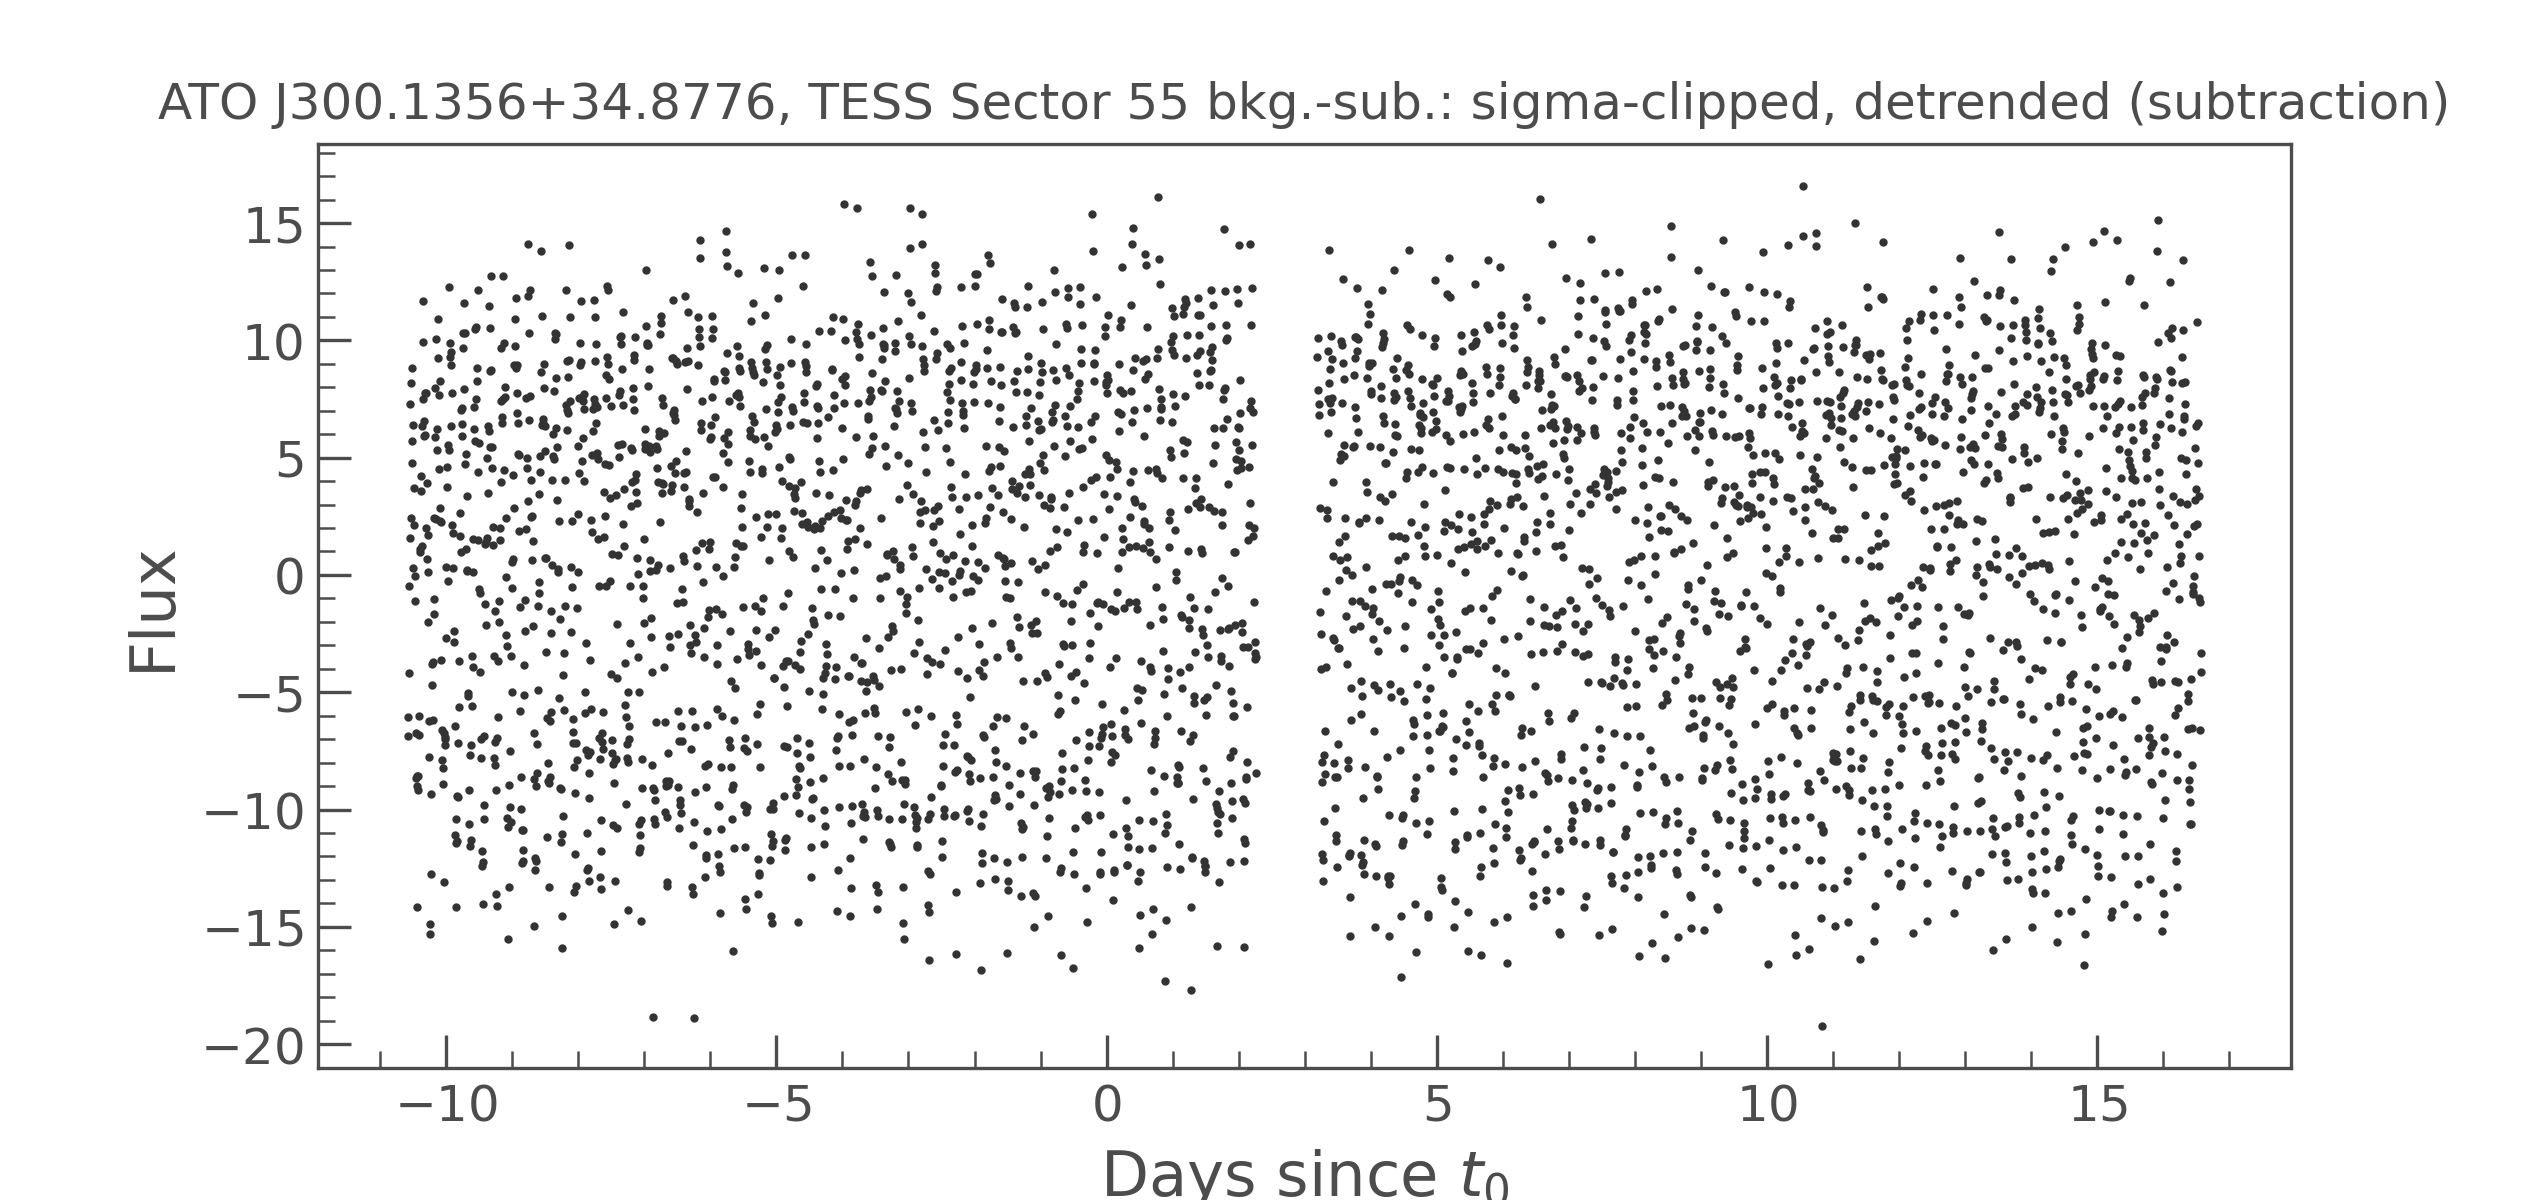 ATO J300.1356+34.8776, TESS Sector 55 bkg.-sub.: sigma-clipped, detrended (subtraction)
Flux
15
10
5
0
−5
−10
−15
−20
−10 −5 0 5 10 15
Days since t0